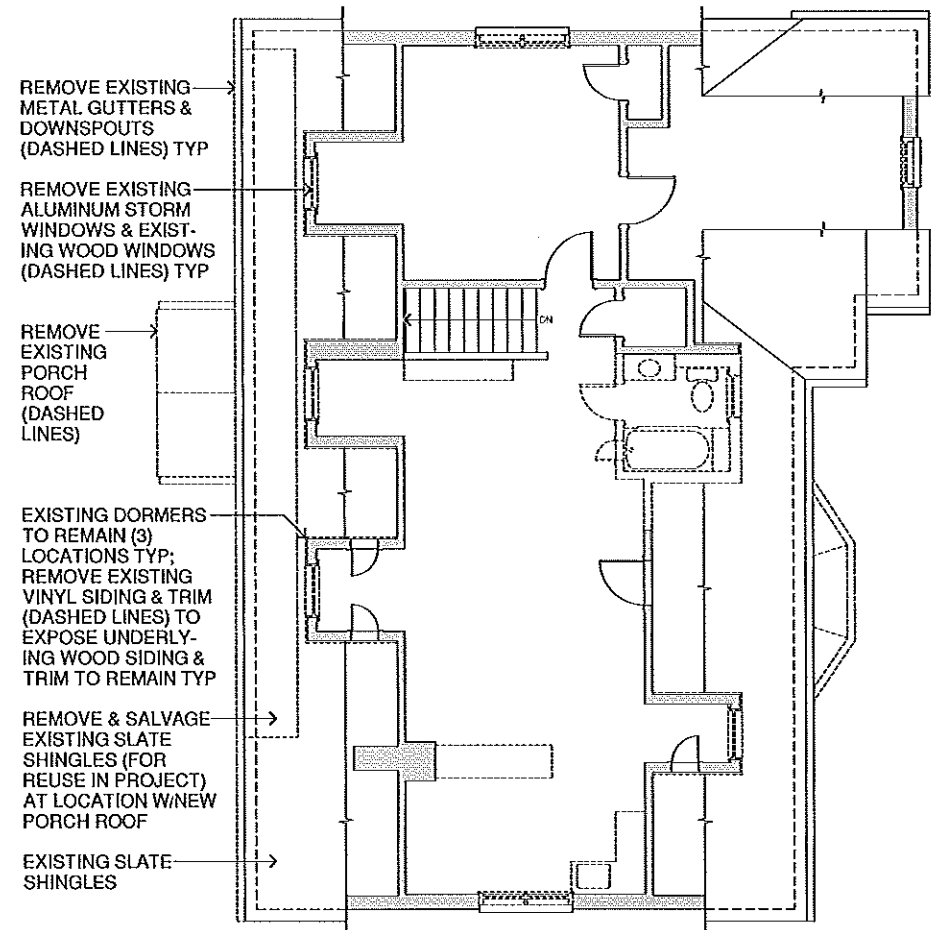 REMOVE EXISTING
METAL GUTTERS &
DOWNSPOUTS
(DASHED LINES) TYP
REMOVE EXISTING
ALUMINUM STORM
WINDOWS & EXIST-
ING WOOD WINDOWS
(DASHED LINES) TYP
REMOVE
EXISTING
PORCH
ROOF
(DASHED
LINES)
DN
EXISTING DORMERS
TO REMAIN (3)
LOCATIONS TYP;
REMOVE EXISTING
VINYL SIDING & TRIM
(DASHED LINES) TO
EXPOSE UNDERLY-
ING WOOD SIDING &
TRIM TO REMAIN TYP
REMOVE & SALVAGE
EXISTING SLATE
SHINGLES (FOR
REUSE IN PROJECT)
AT LOCATION W/NEW
PORCH ROOF
EXISTING SLATE
SHINGLES